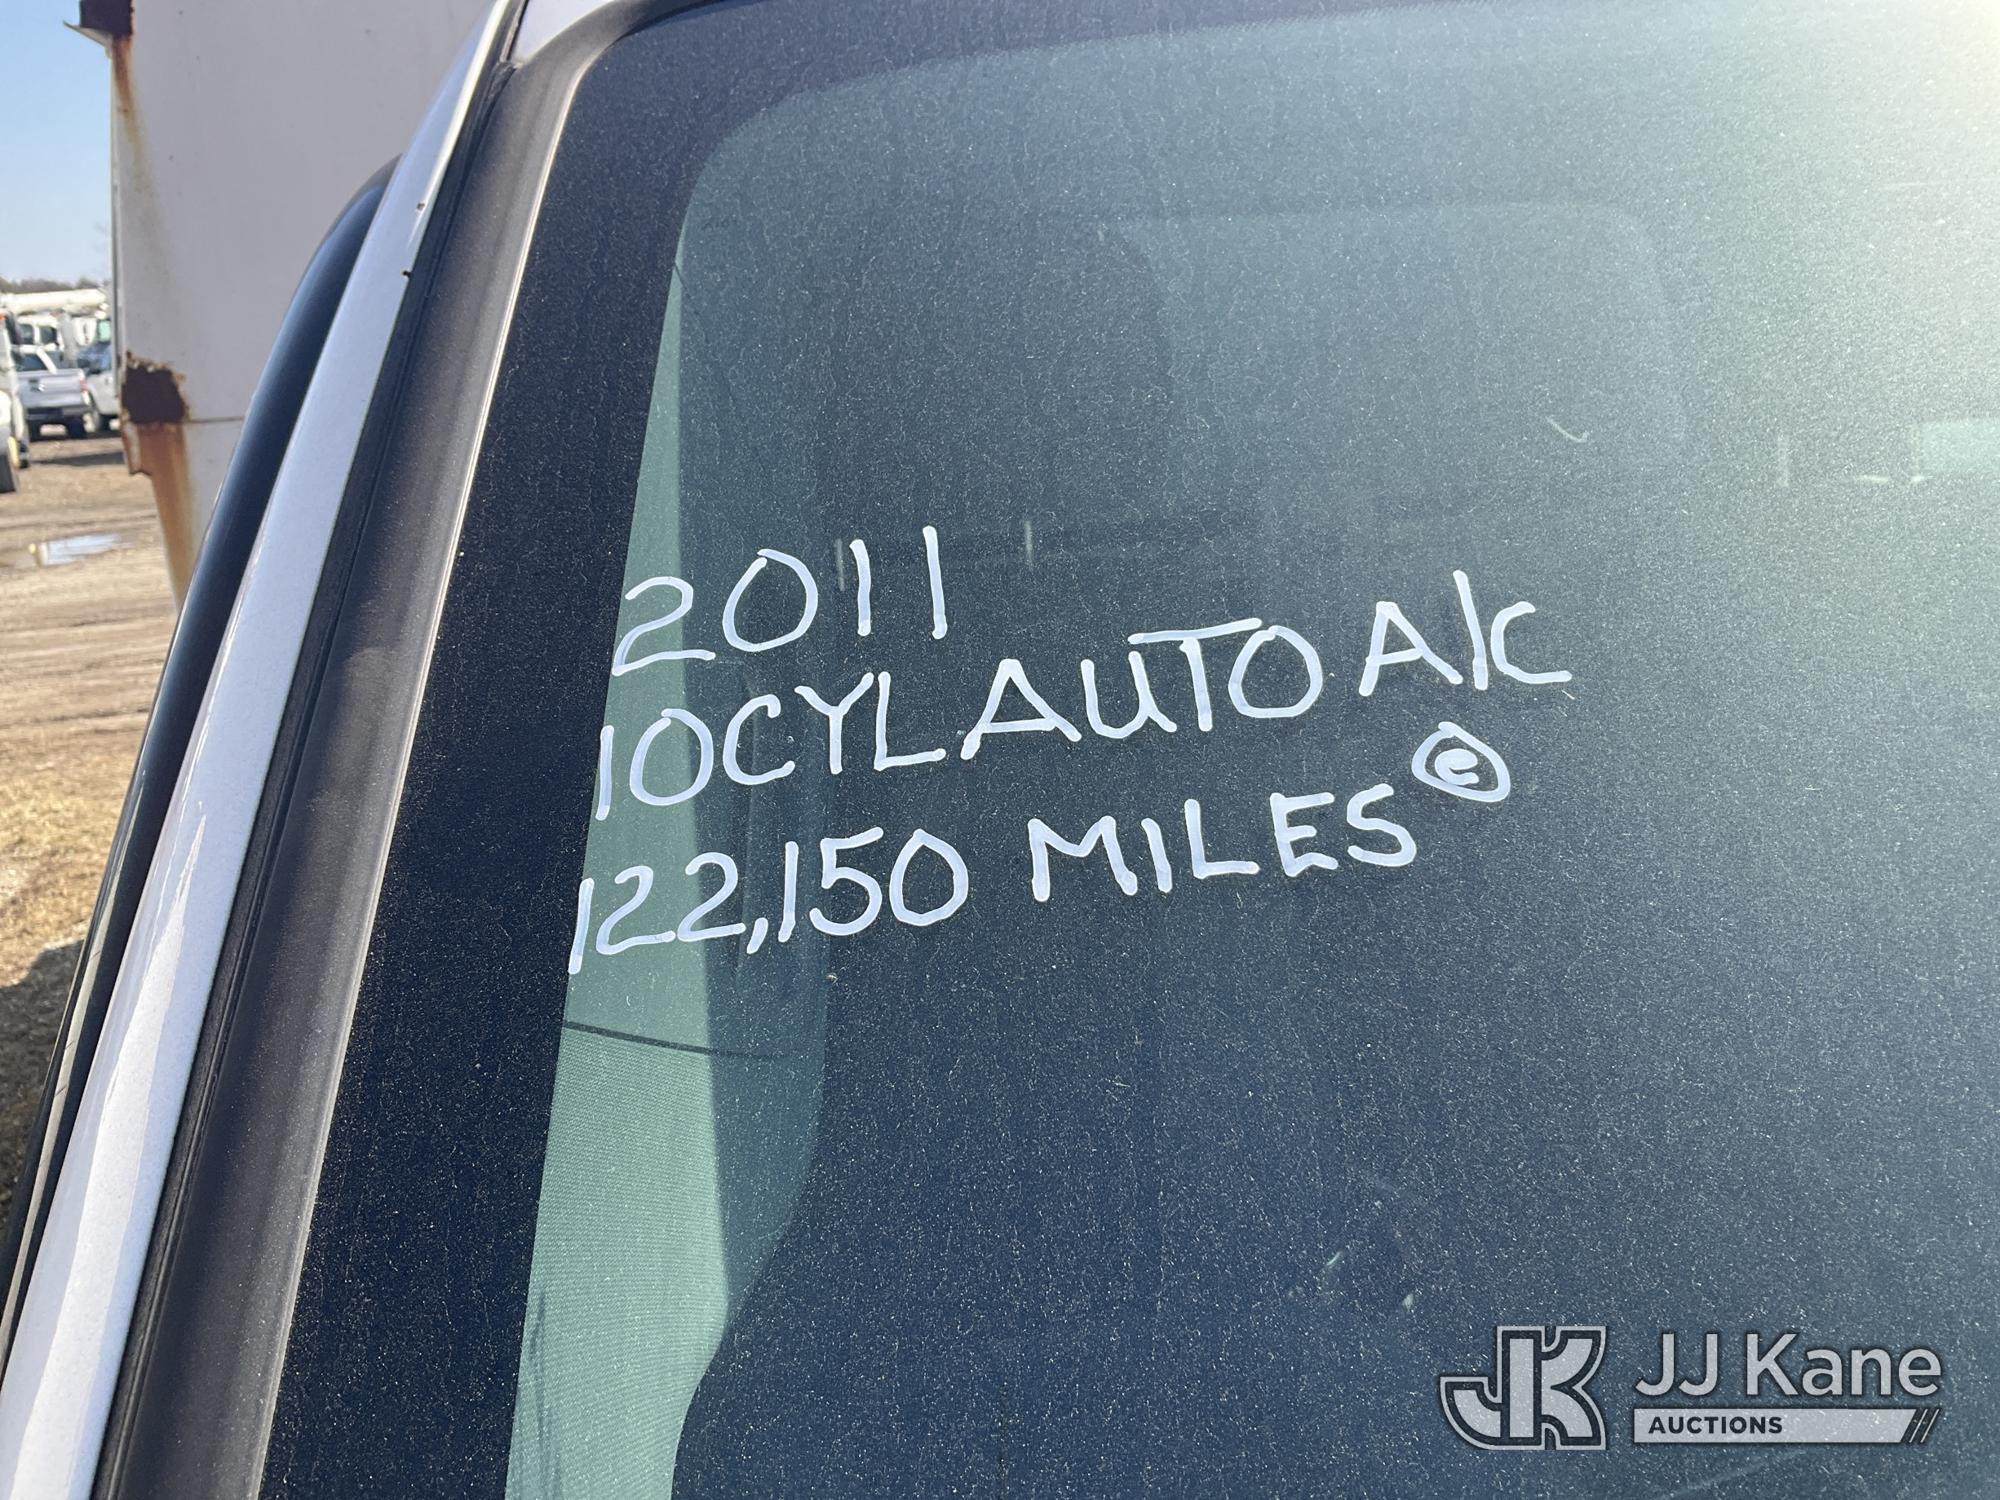 2011
10CYL AUTO A/C
122,150 MILES ©
JJ Kane
AUCTIONS